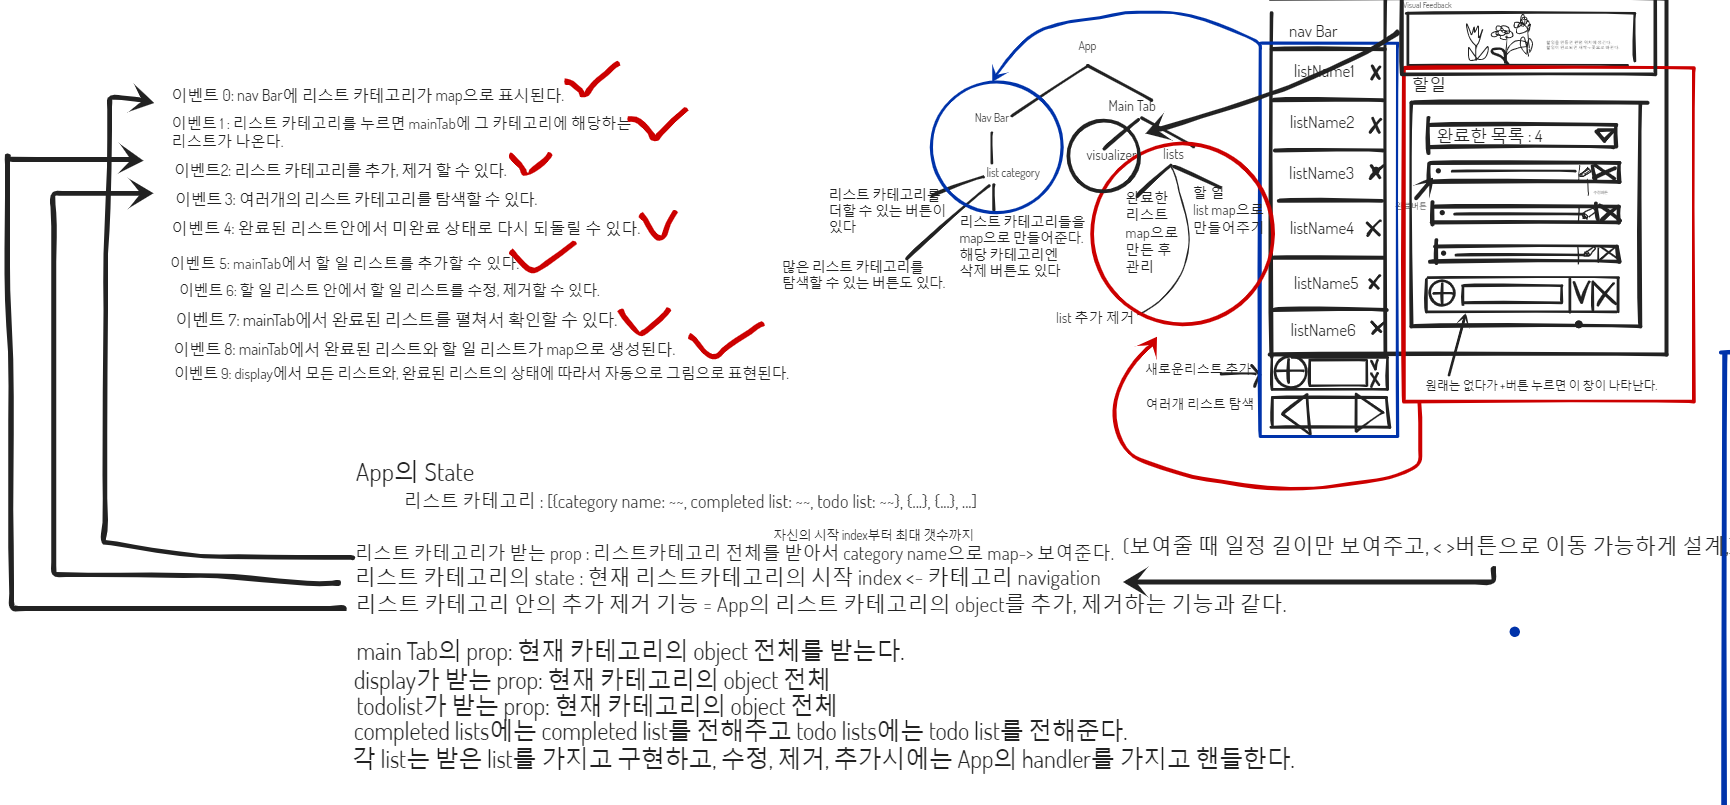 이벤트 0: nav Bar에 리스트 카테고리가 map으로 표시된다.
이벤트 1 : 리스트 카테고리를 누르면 mainTab에 그 카테고리에 해당하는
리스트가 나온다.
이벤트2: 리스트 카테고리를 추가, 제거 할 수 있다.
이벤트 3: 여러개의 리스트 카테고리를 탐색할 수 있다.
이벤트 4: 완료된 리스트안에서 미완료 상태로 다시 되돌릴 수 있다.
이벤트 5: mainTab에서 할 일 리스트를 추가할 수 있다.
이벤트 6: 할 일 리스트 안에서 할 일 리스트를 수정, 제거할 수 있다.
이벤트 7: mainTab에서 완료된 리스트를 펼쳐서 확인할 수 있다.
이벤트 8: mainTab에서 완료된 리스트와 할 일 리스트가 map으로 생성된다.
이벤트 9: display에서 모든 리스트와, 완료된 리스트의 상태에 따라서 자동으로 그림으로 표현된다.
App
Nav Bar
Main Tab
list category
visualizer
lists
리스트 카테고리를
더할 수 있는 버튼이
있다
많은 리스트 카테고리를
탐색할 수 있는 버튼도 있다.
리스트 카테고리들을
map으로 만들어준다.
해당 카테고리엔
삭제 버튼도 있다
완료한
리스트
map으로
만든 후
관리
할 일
list map으로
만들어주기
list 추가 제거
nav Bar
listName1
listName2
listName3
listName4
listName5
listName6
새로운리스트 추가
여러개 리스트 탐색
Visual Feedback
할일
완료한 목록 : 4
원래는 없다가 +버튼 누르면 이 창이 나타난다.
App의 State
리스트 카테고리 : [{category name: ~~, completed list: ~~, todo list: ~~}, {...}, {...}, ...]
자신의 시작 index부터 최대 갯수까지
리스트 카테고리가 받는 prop : 리스트카테고리 전체를 받아서 category name으로 map-> 보여준다.
(보여줄 때 일정 길이만 보여주고, < >버튼으로 이동 가능하게 설계.
리스트 카테고리의 state : 현재 리스트카테고리의 시작 index <- 카테고리 navigation
리스트 카테고리 안의 추가 제거 기능 = App의 리스트 카테고리의 object를 추가, 제거하는 기능과 같다.
main Tab의 prop: 현재 카테고리의 object 전체를 받는다.
display가 받는 prop: 현재 카테고리의 object 전체
todolist가 받는 prop: 현재 카테고리의 object 전체
completed lists에는 completed list를 전해주고 todo lists에는 todo list를 전해준다.
각 list는 받은 list를 가지고 구현하고, 수정, 제거, 추가시에는 App의 handler를 가지고 핸들한다.